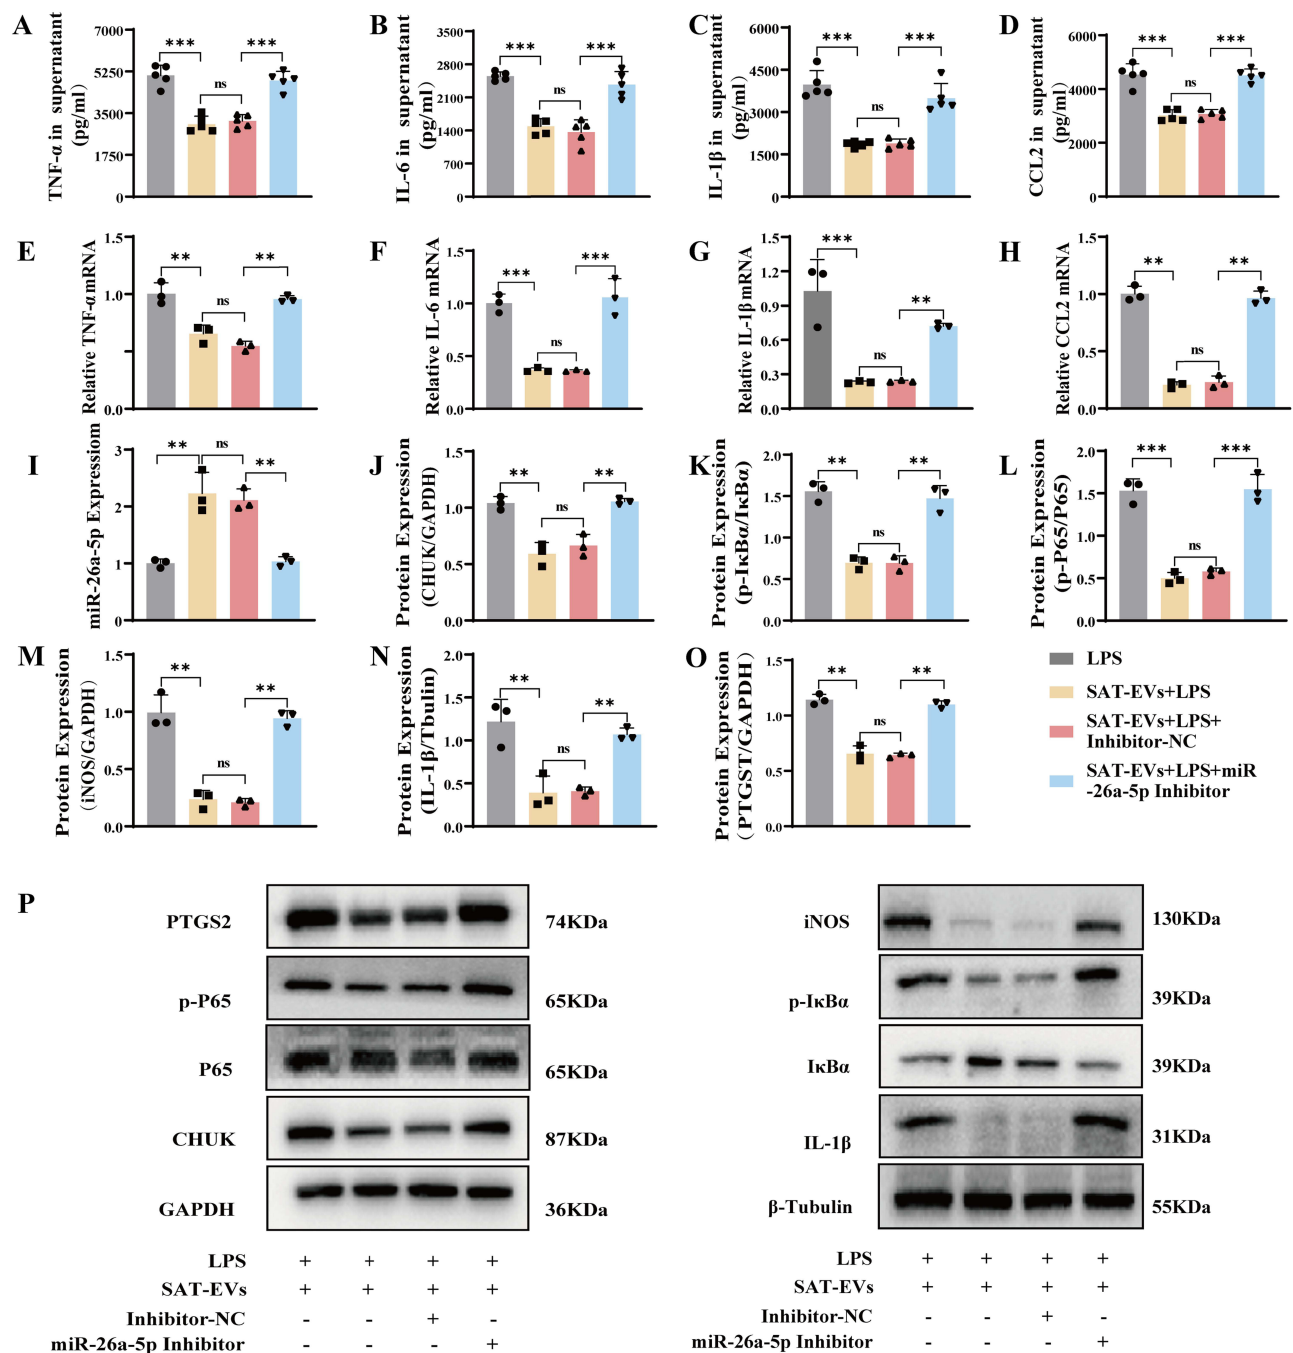 A
TNF-α in supernatant
(pg/ml)
7000
5250
3500
1750
0
***
***
ns
B
IL-6 in supernatant
(pg/ml)
3500
2800
2100
1400
700
0
***
***
ns
C
IL-1β in supernatant
(pg/ml)
6000
4500
3000
1500
0
***
***
ns
D
CCL2 in supernatant
(pg/ml)
6000
4000
2000
0
***
***
ns
E
Relative TNF-α mRNA
1.5
1.0
0.0
**
**
ns
F
Relative IL-6 mRNA
1.5
1.0
0.5
0.0
***
***
ns
G
Relative IL-1β mRNA
1.5
1.2
0.9
0.6
0.3
0.0
***
**
ns
H
Relative CCL2 mRNA
1.5
1.0
0.5
0.0
**
**
ns
I
miR-26a-5p Expression
3
2
1
0
**
ns
**
J
Protein Expression
(CHUK/GAPDH)
1.5
1.0
0.5
0.0
**
**
ns
K
Protein Expression
(p-IκBα/IκBα)
2.0
1.5
1.0
0.5
0.0
**
**
ns
L
Protein Expression
(p-P65/P65)
2.0
1.5
1.0
0.5
0.0
***
***
ns
M
Protein Expression
(iNOS/GAPDH)
1.5
1.0
0.5
0.0
**
**
ns
N
Protein Expression
(IL-1β/Tbulin)
2.0
1.5
1.0
0.5
0.0
**
**
ns
O
Protein Expression
(PTGST/GAPDH)
1.5
1.0
0.5
0.0
**
**
ns
LPS
SAT-EVs+LPS
SAT-EVs+LPS+
Inhibitor-NC
SAT-EVs+LPS+miR
-26a-5p Inhibitor
P
PTGS2 74KDa
p-P65 65KDa
P65 65KDa
CHUK 87KDa
GAPDH 36KDa
LPS + + + +
SAT-EVs + + + +
Inhibitor-NC - - + -
miR-26a-5p Inhibitor - - - +
iNOS 130KDa
p-IκBα 39KDa
IκBα 39KDa
IL-1β 31KDa
β-Tubulin 55KDa
LPS + + + +
SAT-EVs + + + +
Inhibitor-NC - - + -
miR-26a-5p Inhibitor - - - +